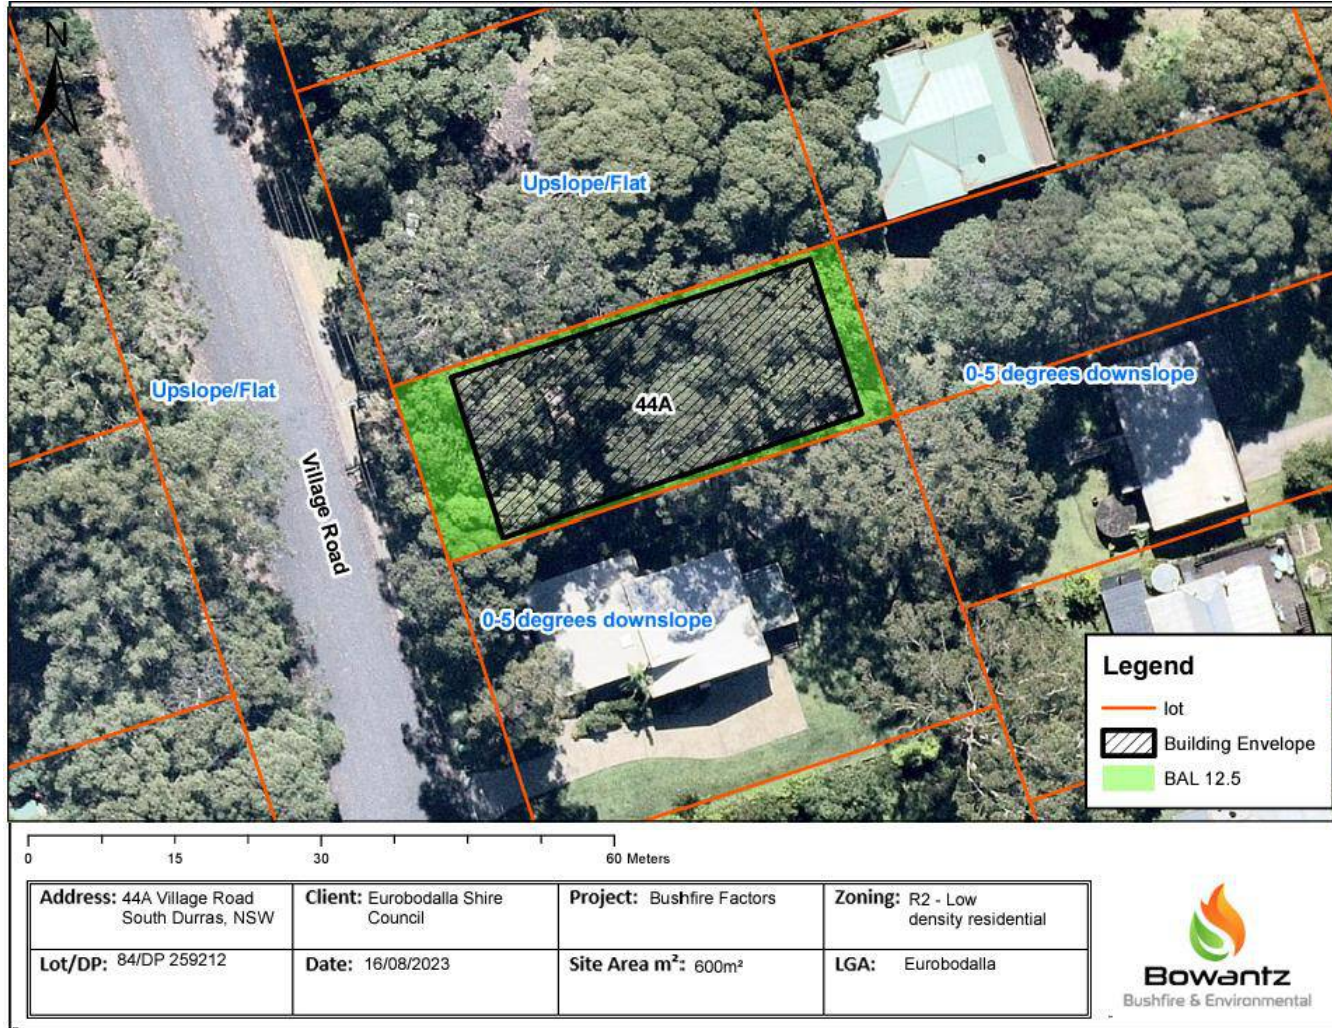 N
Upslope/Flat
Upslope/Flat
0-5 degrees downslope
44A
Village Road
0-5 degrees downslope
Legend
lot
Building Envelope
BAL 12.5
0 15 30 60 Meters
Address: 44A Village Road
South Durras, NSW
Client: Eurobodalla Shire
Council
Project: Bushfire Factors
Zoning: R2 - Low
density residential
Lot/DP: 84/DP 259212
Date: 16/08/2023
Site Area m²: 600m²
LGA: Eurobodalla
Bowantz
Bushfire & Environmental